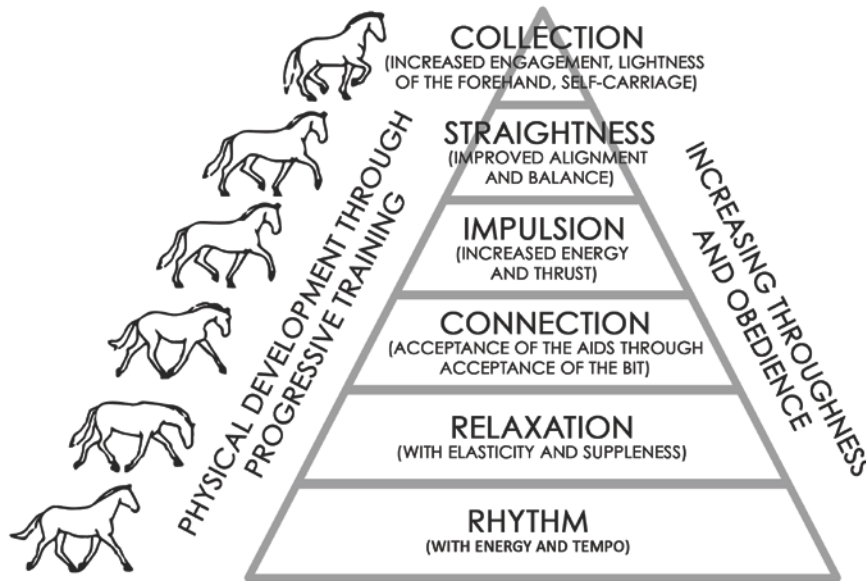 COLLECTION
(INCREASED ENGAGEMENT, LIGHTNESS
OF THE FOREHAND, SELF-CARRIAGE)
STRAIGHTNESS
(IMPROVED ALIGNMENT
AND BALANCE)
IMPULSION
(INCREASED ENERGY
AND THRUST)
CONNECTION
(ACCEPTANCE OF THE AIDS THROUGH
ACCEPTANCE OF THE BIT)
RELAXATION
(WITH ELASTICITY AND SUPPLENESS)
RHYTHM
(WITH ENERGY AND TEMPO)
PHYSICAL DEVELOPMENT THROUGH
PROGRESSIVE TRAINING
INCREASING THROUGHNESS
AND OBEDIENCE